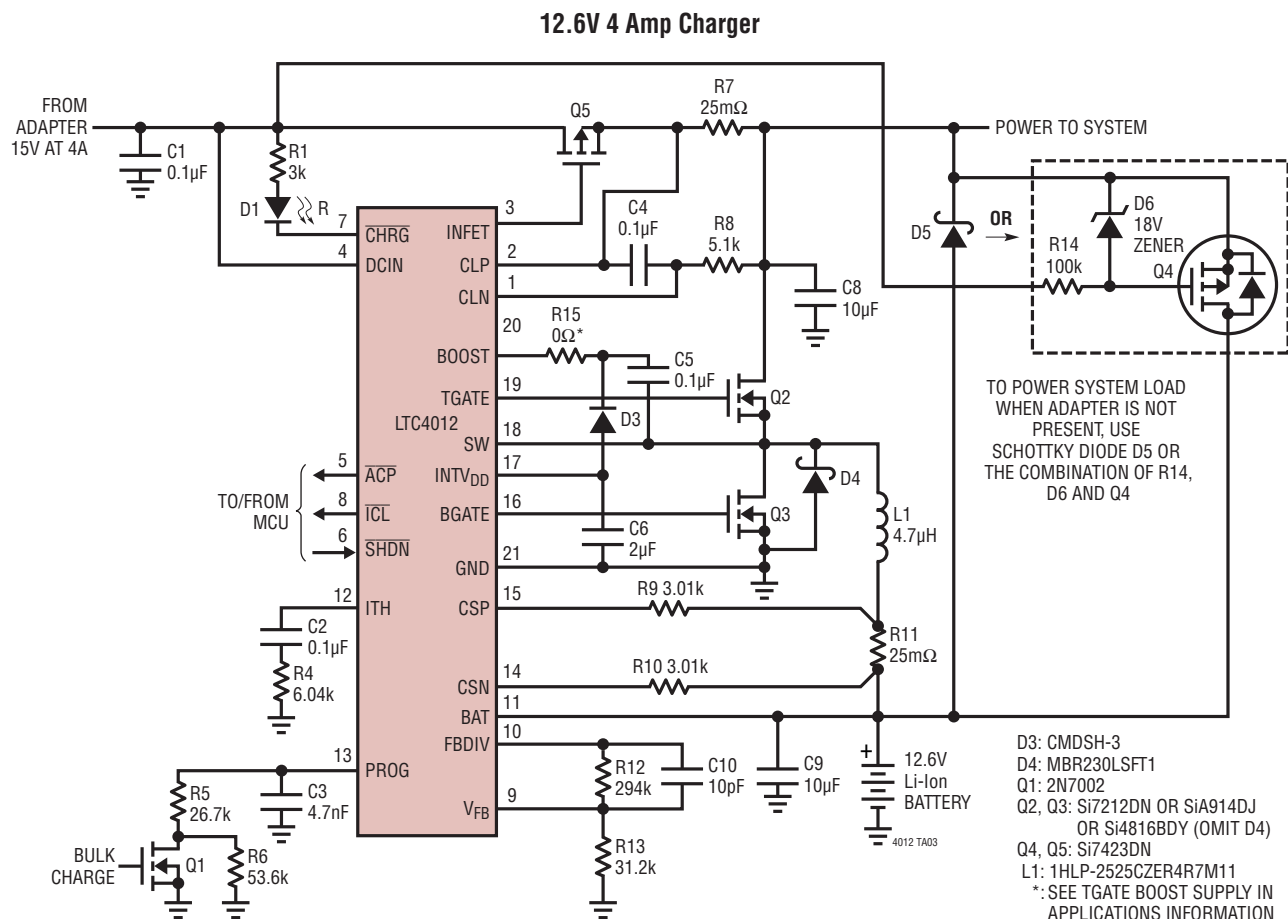 12.6V 4 Amp Charger
FROM
ADAPTER
15V AT 4A
C1
0.1µF
R1
3k
D1
R
Q5
R7
25mΩ
POWER TO SYSTEM
7
CHRG
4
DCIN
3
INFET
2
CLP
1
CLN
C4
0.1µF
R8
5.1k
C8
10µF
D5
OR
R14
100k
D6
18V
ZENER
Q4
20
BOOST
R15
0Ω*
C5
0.1µF
19
TGATE
Q2
LTC4012
18
SW
D3
17
INTVDD
16
BGATE
Q3
D4
L1
4.7µH
C6
2µF
21
GND
TO POWER SYSTEM LOAD
WHEN ADAPTER IS NOT
PRESENT, USE
SCHOTTKY DIODE D5 OR
THE COMBINATION OF R14,
D6 AND Q4
TO/FROM
MCU
5
ACP
8
ICL
6
SHDN
12
ITH
C2
0.1µF
R4
6.04k
15
CSP
R9 3.01k
R11
25mΩ
14
CSN
R10 3.01k
11
BAT
10
FBDIV
R12
294k
C10
10pF
C9
10µF
+
12.6V
Li-Ion
BATTERY
9
VFB
R13
31.2k
13
PROG
R5
26.7k
C3
4.7nF
BULK
CHARGE
Q1
R6
53.6k
4012 TA03
D3: CMDSH-3
D4: MBR230LSFT1
Q1: 2N7002
Q2, Q3: Si7212DN OR SiA914DJ
OR Si4816BDY (OMIT D4)
Q4, Q5: Si7423DN
L1: 1HLP-2525CZER4R7M11
*: SEE TGATE BOOST SUPPLY IN
APPLICATIONS INFORMATION